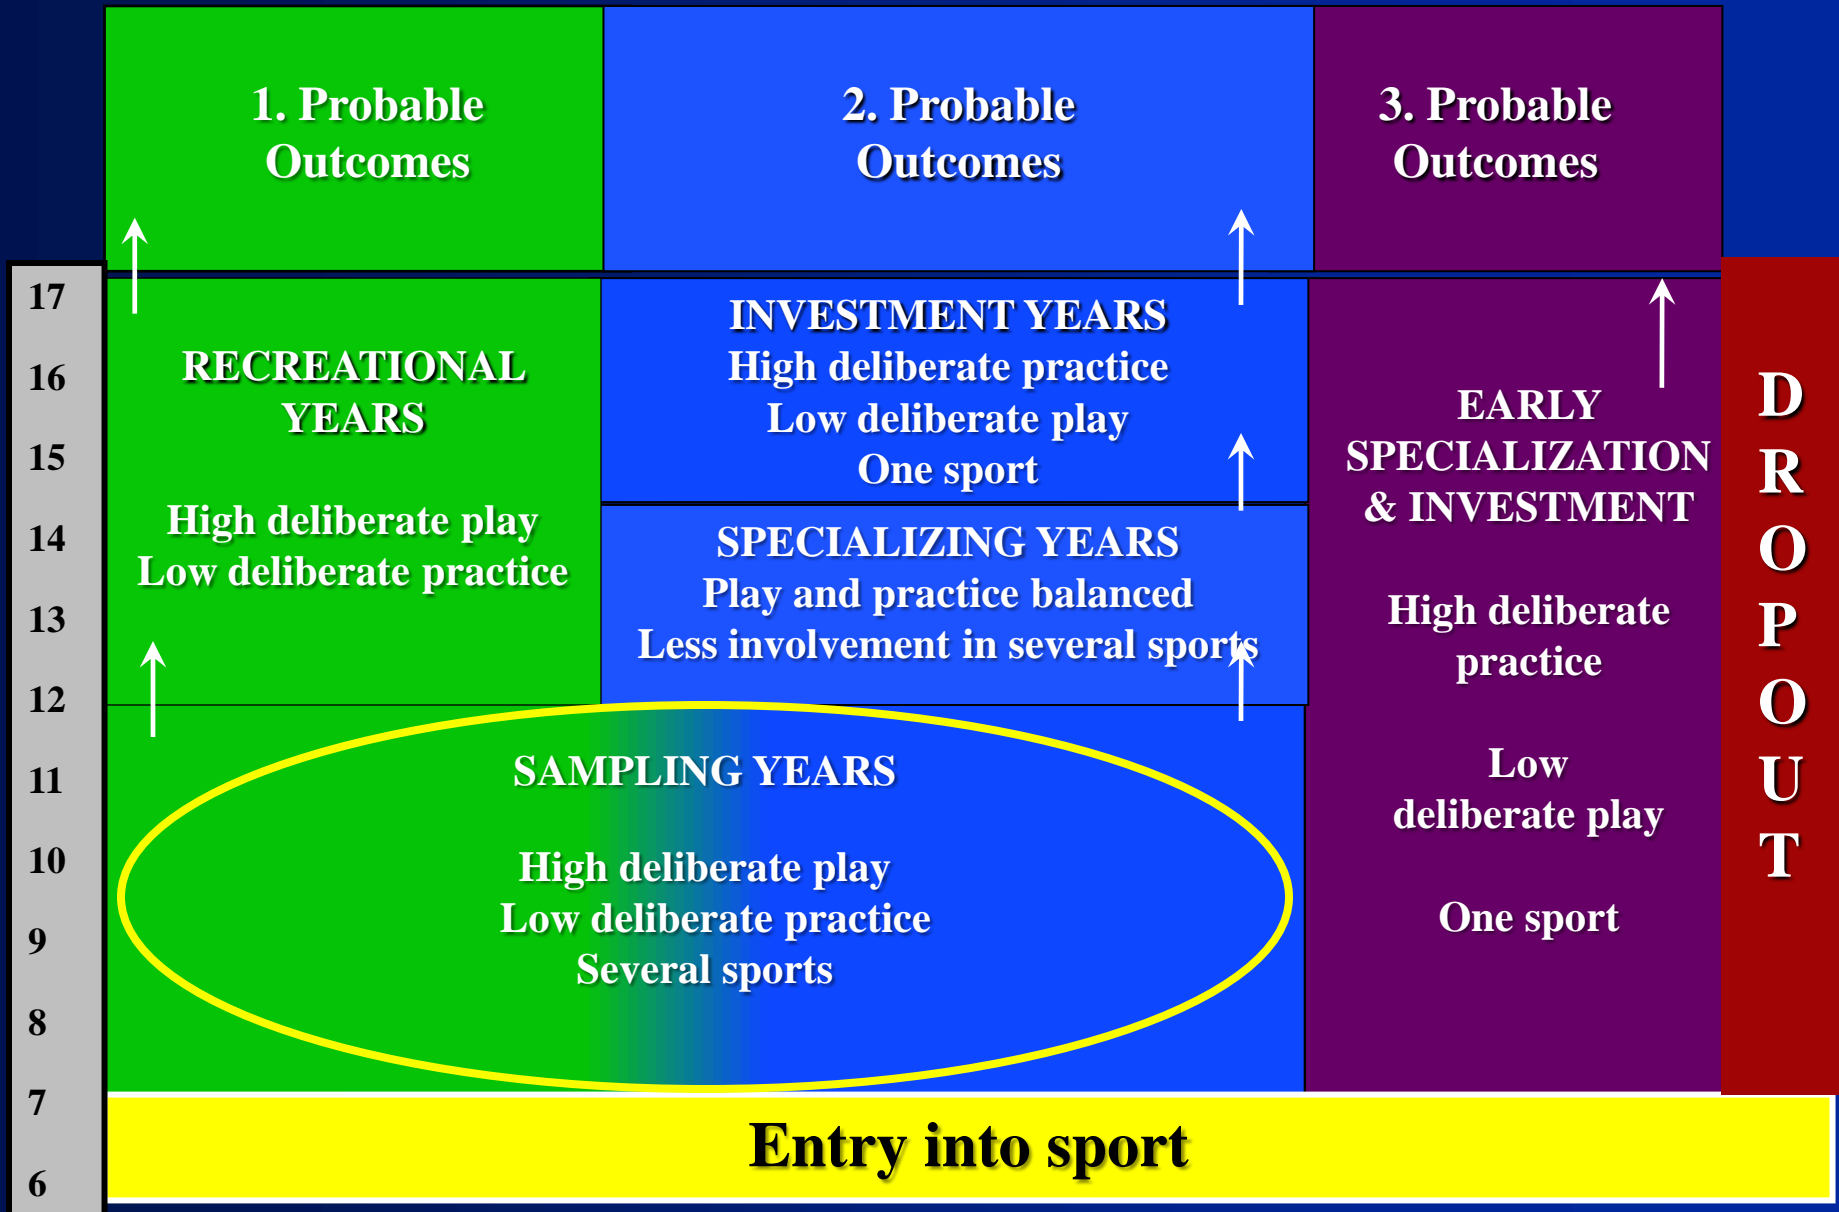 1. Probable
Outcomes
2. Probable
Outcomes
3. Probable
Outcomes
17
16
15
14
13
12
11
10
9
8
7
6
RECREATIONAL
YEARS
High deliberate play
Low deliberate practice
INVESTMENT YEARS
High deliberate practice
Low deliberate play
One sport
SPECIALIZING YEARS
Play and practice balanced
Less involvement in several sports
SAMPLING YEARS
High deliberate play
Low deliberate practice
Several sports
EARLY
SPECIALIZATION
& INVESTMENT
High deliberate
practice
Low
deliberate play
One sport
D
R
O
P
O
U
T
Entry into sport